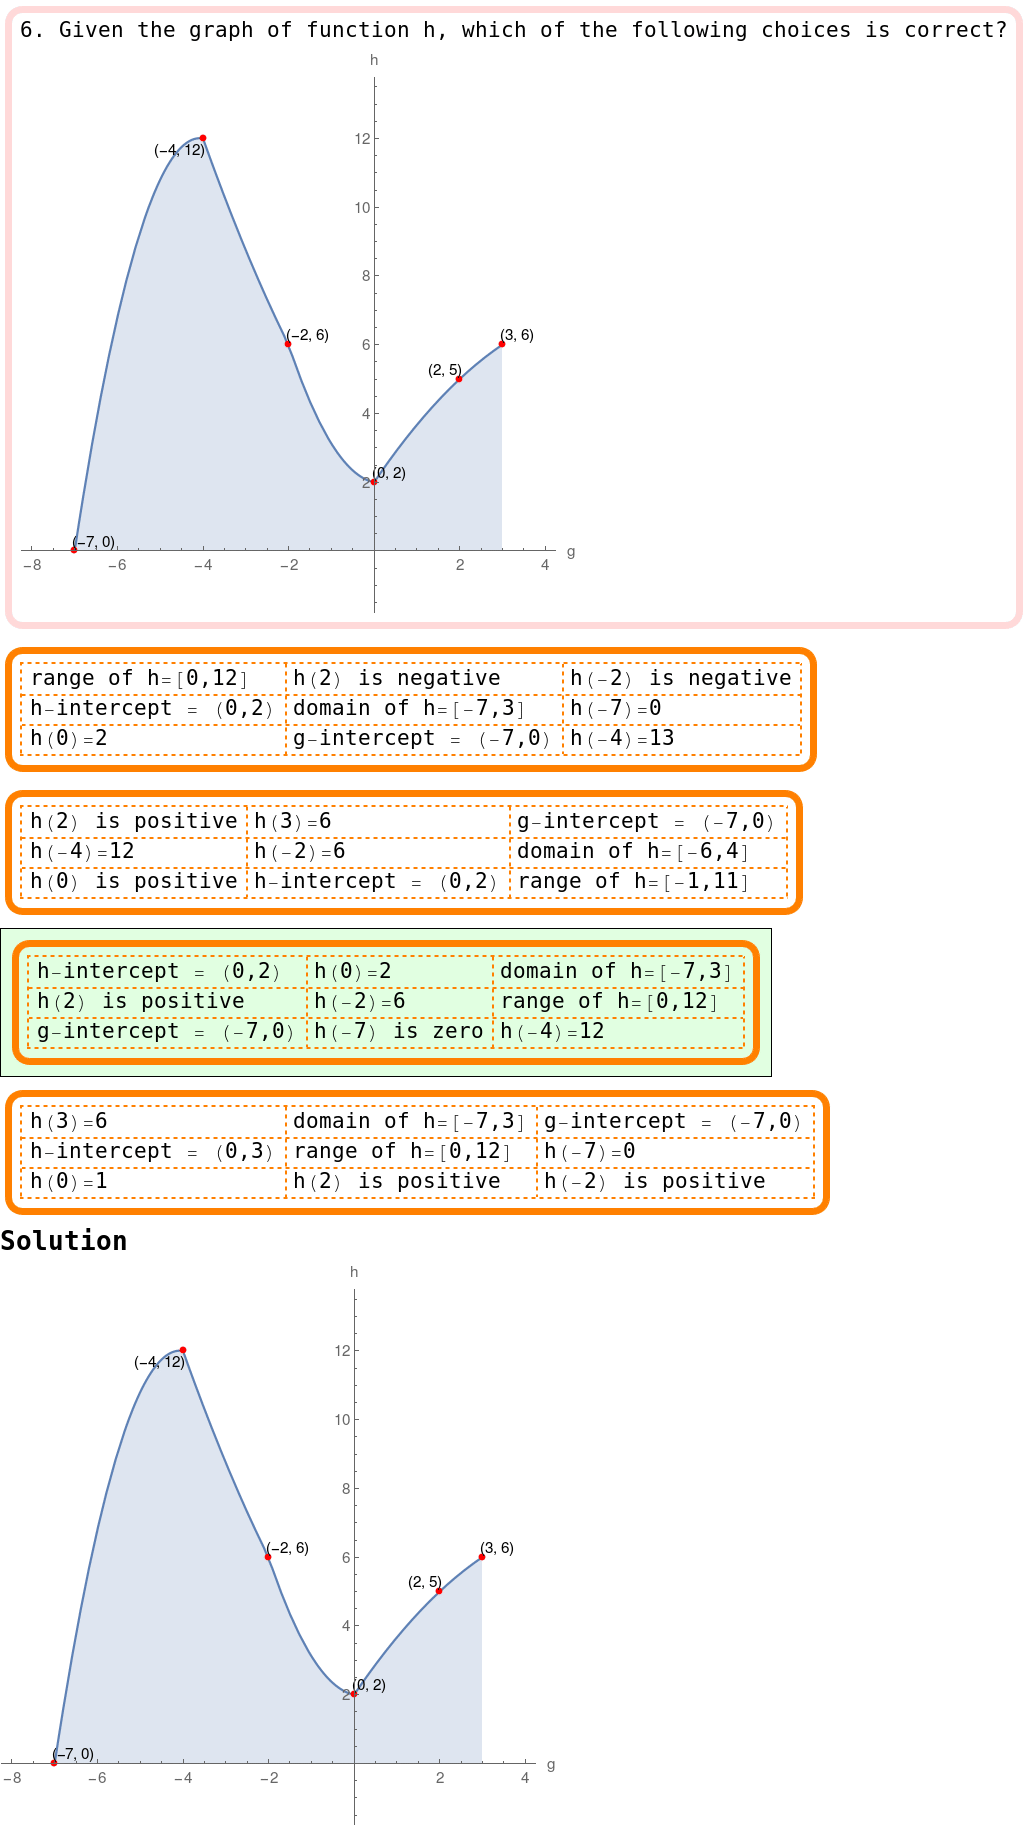 6. Given the graph of function h, which of the following choices is correct?
h
12
(−4, 12)
10
8
(−2, 6)
6
(3, 6)
(2, 5)
4
(0, 2)
2
(−7, 0)
g
−8 −6 −4 −2 2 4
range of h=[0,12] h(2) is negative h(-2) is negative
h-intercept = (0,2) domain of h=[-7,3] h(-7)=0
h(0)=2 g-intercept = (-7,0) h(-4)=13
h(2) is positive h(3)=6 g-intercept = (-7,0)
h(-4)=12 h(-2)=6 domain of h=[-6,4]
h(0) is positive h-intercept = (0,2) range of h=[-1,11]
h-intercept = (0,2) h(0)=2 domain of h=[-7,3]
h(2) is positive h(-2)=6 range of h=[0,12]
g-intercept = (-7,0) h(-7) is zero h(-4)=12
h(3)=6 domain of h=[-7,3] g-intercept = (-7,0)
h-intercept = (0,3) range of h=[0,12] h(-7)=0
h(0)=1 h(2) is positive h(-2) is positive
Solution
h
12
(−4, 12)
10
8
(−2, 6)
6
(3, 6)
(2, 5)
4
(0, 2)
2
(−7, 0)
g
−8 −6 −4 −2 2 4